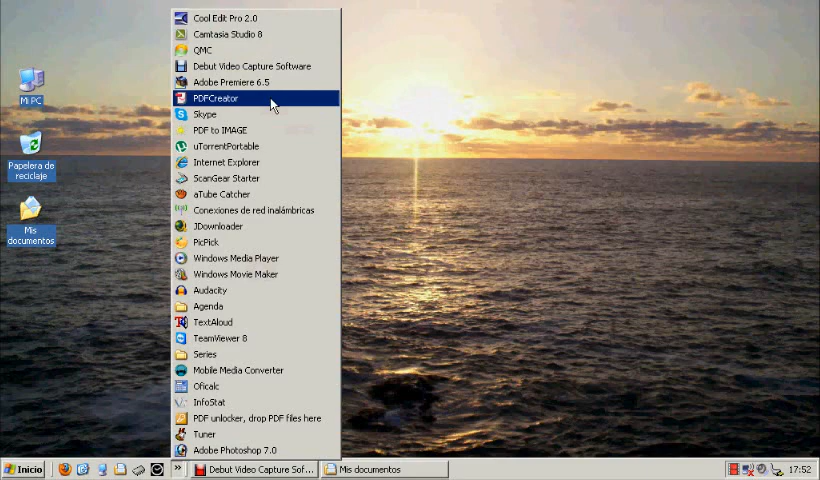 Cool Edit Pro 2.0
Camtasia Studio 8
QMC
Debut Video Capture Software
Adobe Premiere 6.5
PDFCreator
Skype
PDF to IMAGE
uTorrentPortable
Internet Explorer
ScanGear Starter
aTube Catcher
Conexiones de red inalámbricas
JDownloader
PicPick
Windows Media Player
Windows Movie Maker
Audacity
Agenda
TextAloud
TeamViewer 8
Series
Mobile Media Converter
Oficalc
InfoStat
PDF unlocker, drop PDF files here
Tuner
Adobe Photoshop 7.0
Mi PC
Papelera de
reciclaje
Mis
documentos
Inicio
»
Debut Video Capture Sof...
Mis documentos
17:52